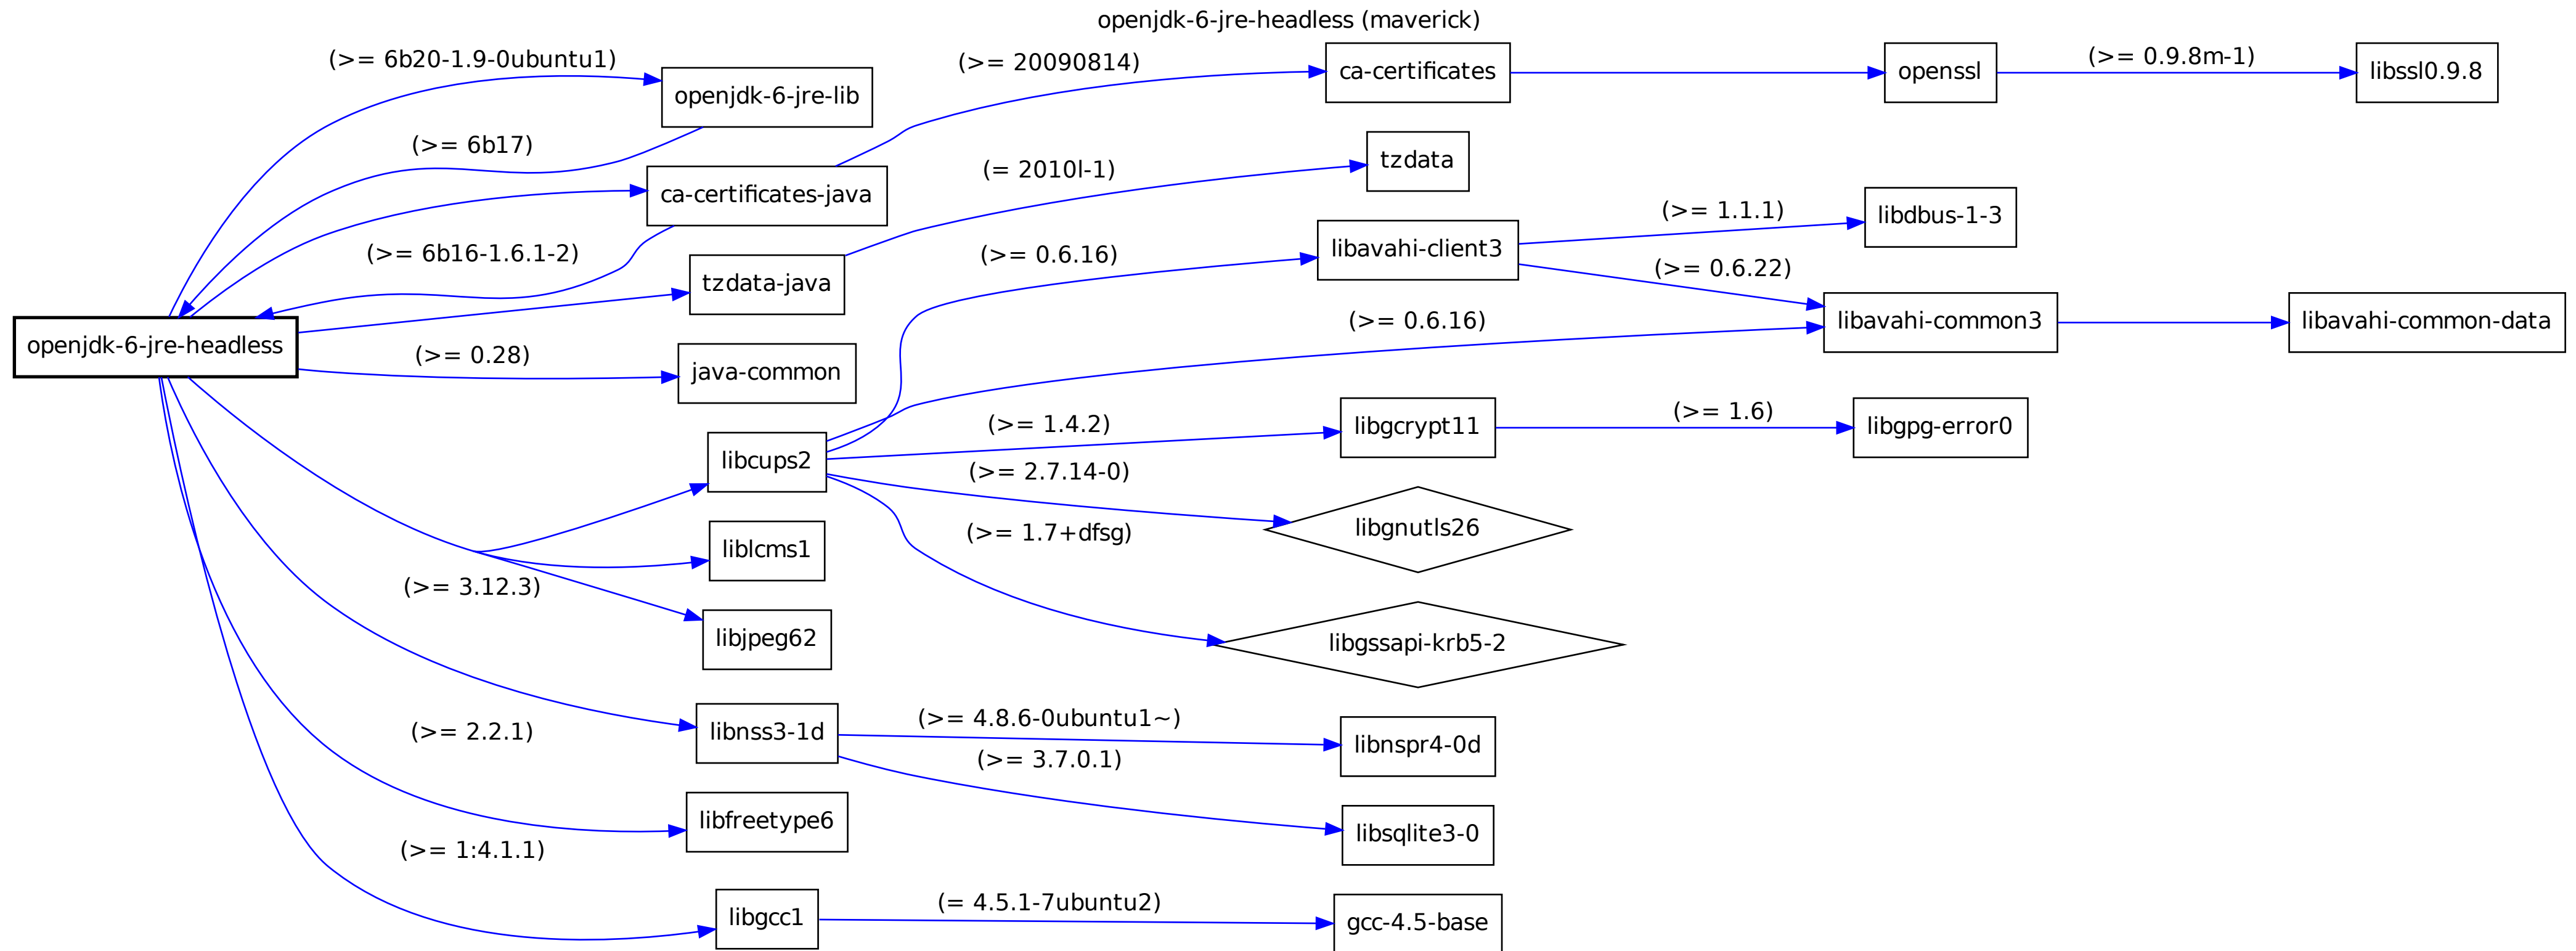 openjdk-6-jre-headless (maverick)
(>= 6b20-1.9-0ubuntu1)
(>= 20090814)
ca-certificates
openssl
(>= 0.9.8m-1)
libssl0.9.8
openjdk-6-jre-lib
(>= 6b17)
tzdata
(= 2010l-1)
ca-certificates-java
libdbus-1-3
(>= 1.1.1)
(>= 6b16-1.6.1-2)
(>= 0.6.16)
libavahi-client3
(>= 0.6.22)
tzdata-java
openjdk-6-jre-headless
(>= 0.28)
(>= 0.6.16)
libavahi-common3
libavahi-common-data
java-common
(>= 1.4.2)
libgcrypt11
(>= 1.6)
libgpg-error0
libcups2
(>= 2.7.14-0)
libgnutls26
(>= 1.7+dfsg)
liblcms1
(>= 3.12.3)
libjpeg62
libgssapi-krb5-2
(>= 2.2.1)
libnss3-1d
(>= 4.8.6-0ubuntu1~)
libnspr4-0d
(>= 3.7.0.1)
libfreetype6
libsqlite3-0
(>= 1:4.1.1)
libgcc1
(= 4.5.1-7ubuntu2)
gcc-4.5-base